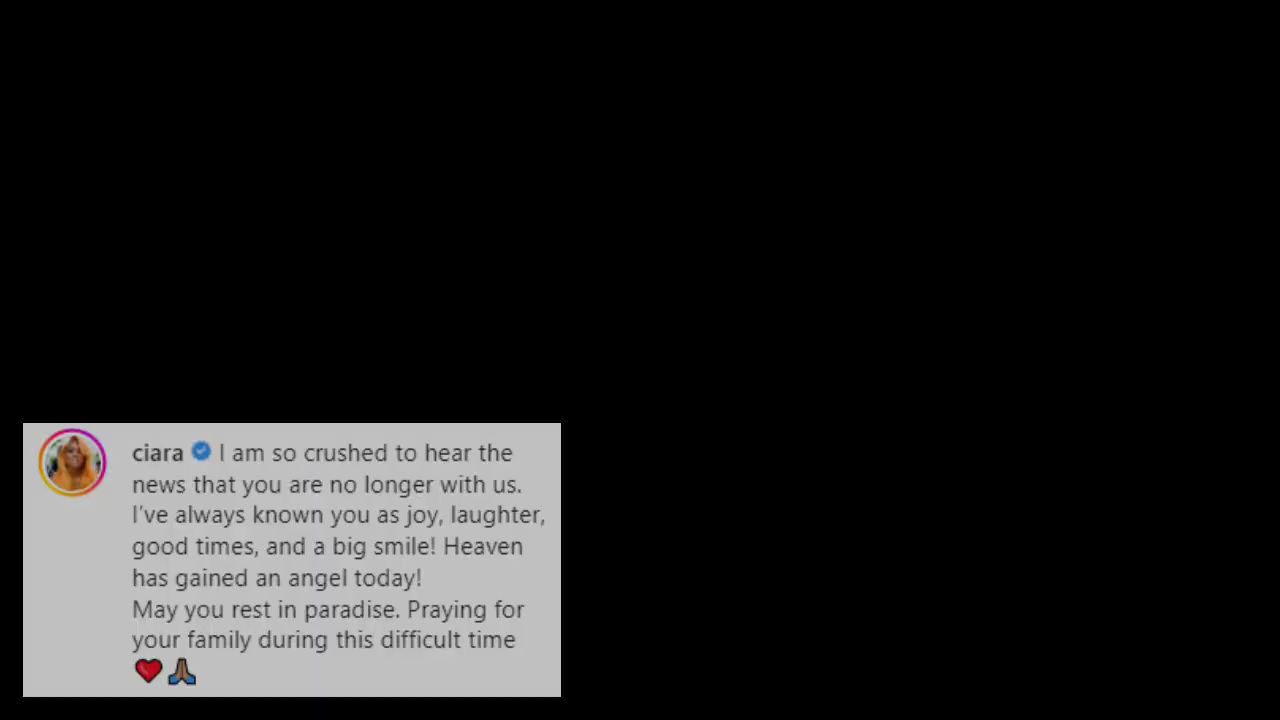 ciara I am so crushed to hear the
news that you are no longer with us.
I've always known you as joy, laughter,
good times, and a big smile! Heaven
has gained an angel today!
May you rest in paradise. Praying for
your family during this difficult time
❤️🙏🏾